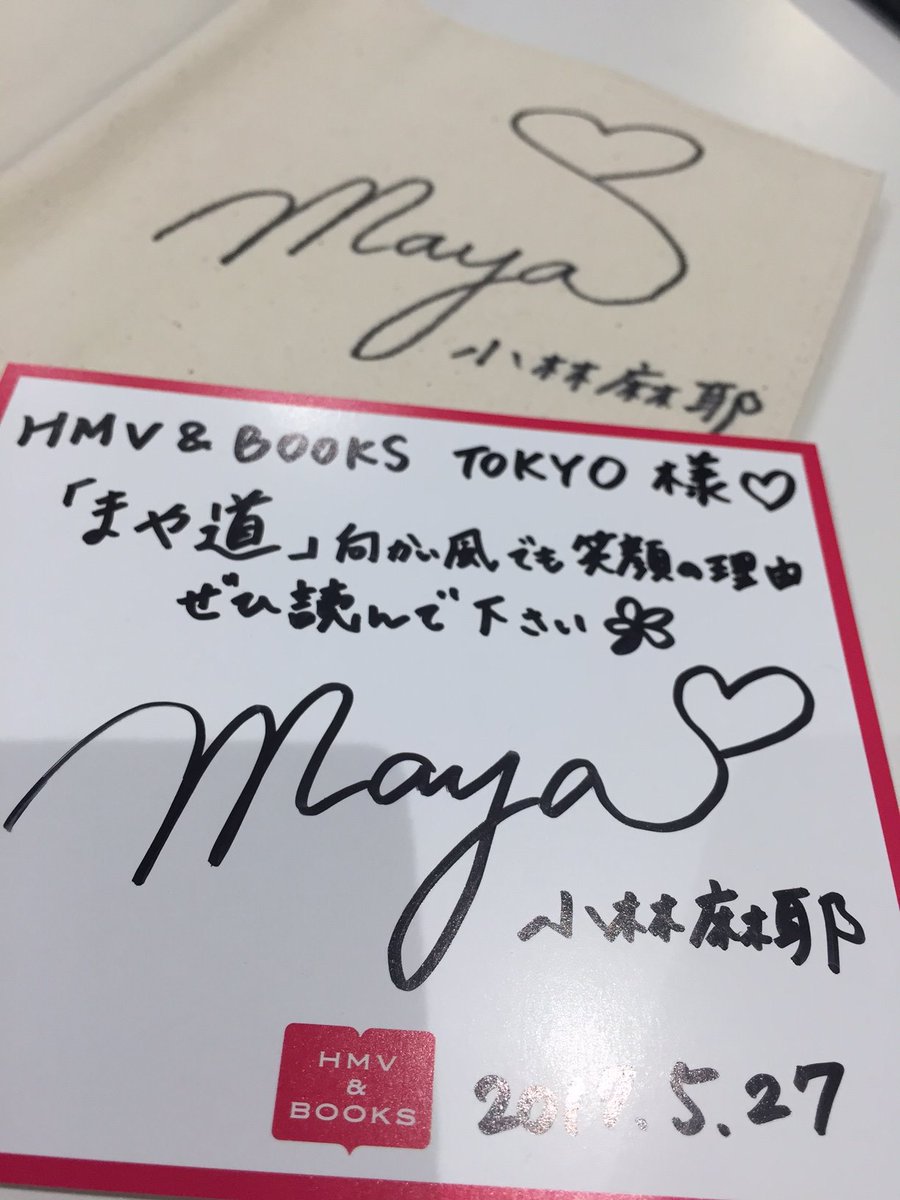 Maya
小林麻耶
HMV & BOOKS TOKYO 様♡
「まや道」向かい風でも笑顔の理由
ぜひ読んで下さい
Maya
小林麻耶
HMV
&
BOOKS
2017.5.27